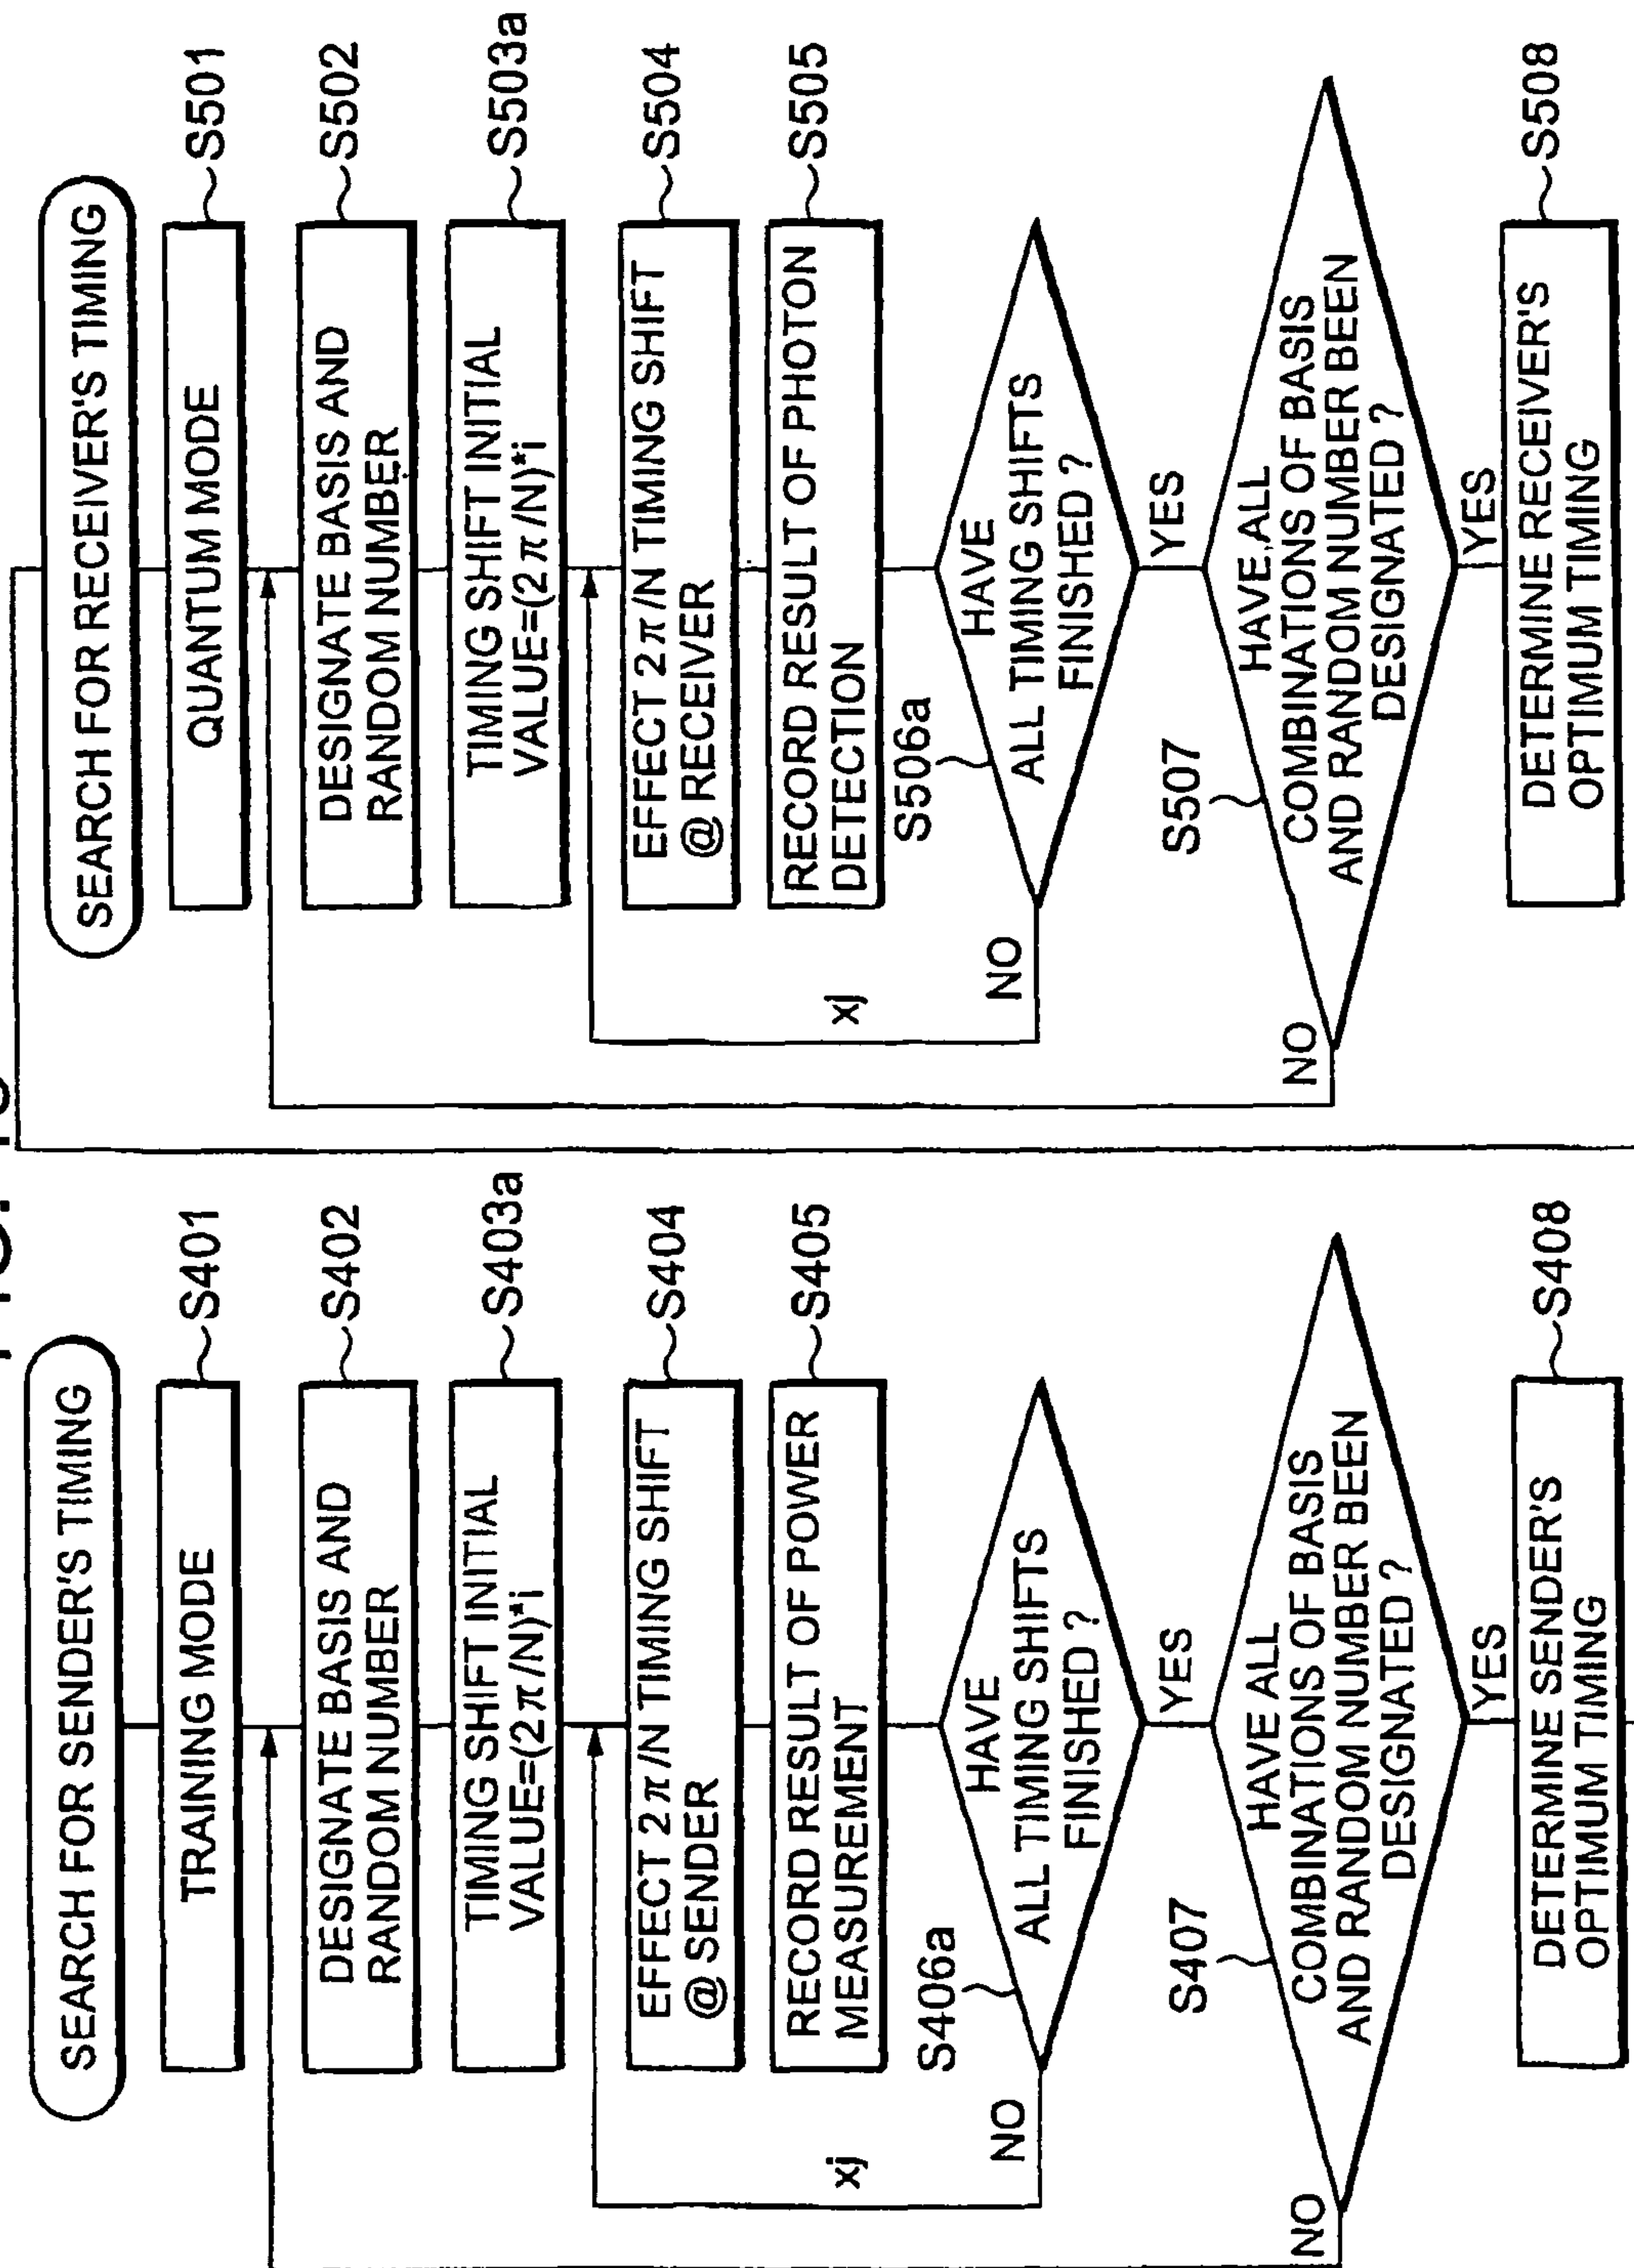 SEARCH FOR SENDER'S TIMING
TRAINING MODE
S401
DESIGNATE BASIS AND
RANDOM NUMBER
S402
TIMING SHIFT INITIAL
VALUE=(2π/N)*i
S403a
EFFECT 2π/N TIMING SHIFT
@ SENDER
S404
RECORD RESULT OF POWER
MEASUREMENT
S405
S406a
HAVE
ALL TIMING SHIFTS
FINISHED ?
NO
xj
YES
S407
HAVE ALL
COMBINATIONS OF BASIS
AND RANDOM NUMBER BEEN
DESIGNATED ?
NO
YES
DETERMINE SENDER'S
OPTIMUM TIMING
S408
SEARCH FOR RECEIVER'S TIMING
QUANTUM MODE
S501
DESIGNATE BASIS AND
RANDOM NUMBER
S502
TIMING SHIFT INITIAL
VALUE=(2π/N)*i
S503a
EFFECT 2π/N TIMING SHIFT
@ RECEIVER
S504
RECORD RESULT OF PHOTON
DETECTION
S505
S506a
HAVE
ALL TIMING SHIFTS
FINISHED ?
NO
xj
YES
S507
HAVE ALL
COMBINATIONS OF BASIS
AND RANDOM NUMBER BEEN
DESIGNATED ?
NO
YES
DETERMINE RECEIVER'S
OPTIMUM TIMING
S508